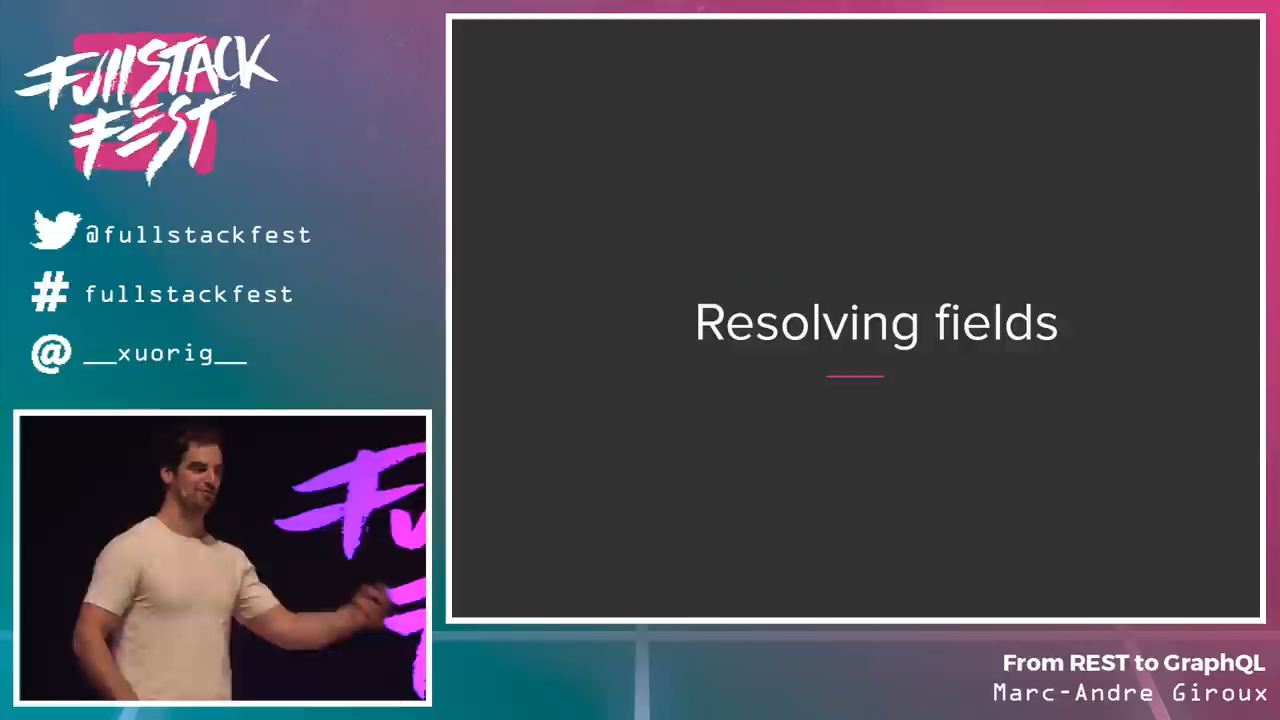 FullSTACK
FEST
@fullstackfest
# fullstackfest
@ __xuorig__
Resolving fields
From REST to GraphQL
Marc-Andre Giroux